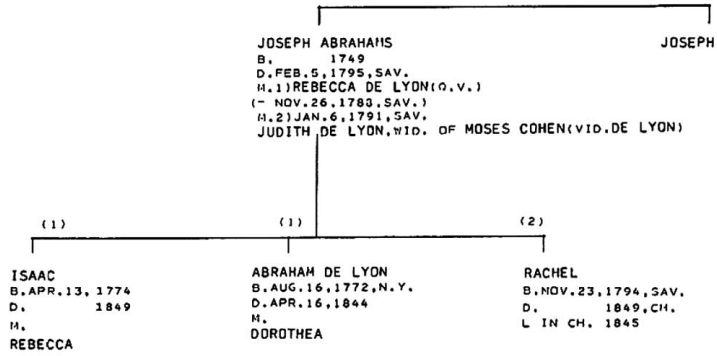 JOSEPH ABRAHAMS
B. 1749
D.FEB.5,1795,SAV.
M.1)REBECCA DE LYON(Q.V.)
(- NOV.26,1788,SAV.)
M.2)JAN.6,1791,SAV.
JUDITH DE LYON,WID. OF MOSES COHEN(VID.DE LYON)
JOSEPH
(1)
(1)
(2)
ISAAC
B.APR.13,1774
D. 1849
M.
REBECCA
ABRAHAM DE LYON
B.AUG.16,1772,N.Y.
D.APR.16,1844
M.
DOROTHEA
RACHEL
B.NOV.23,1794,SAV.
D. 1849,CH.
L IN CH. 1845